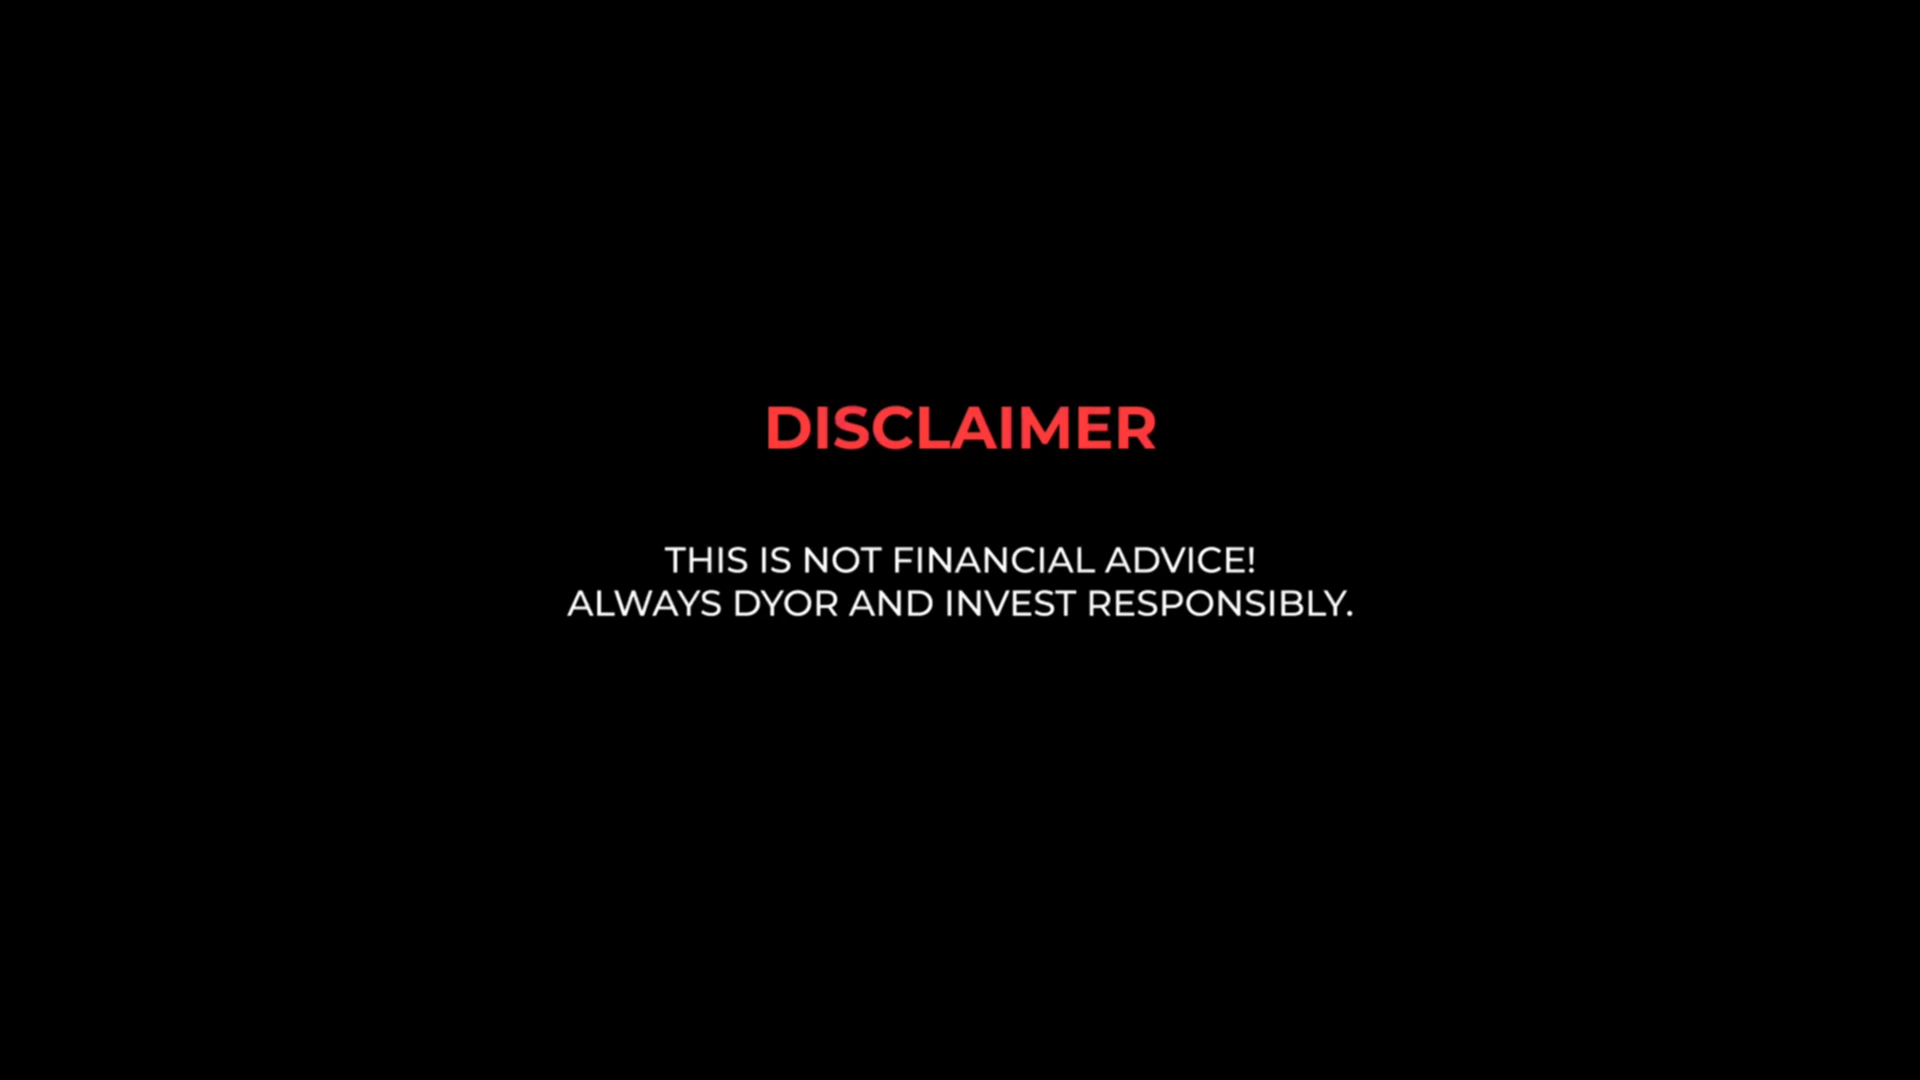 DISCLAIMER
THIS IS NOT FINANCIAL ADVICE!
ALWAYS DYOR AND INVEST RESPONSIBLY.